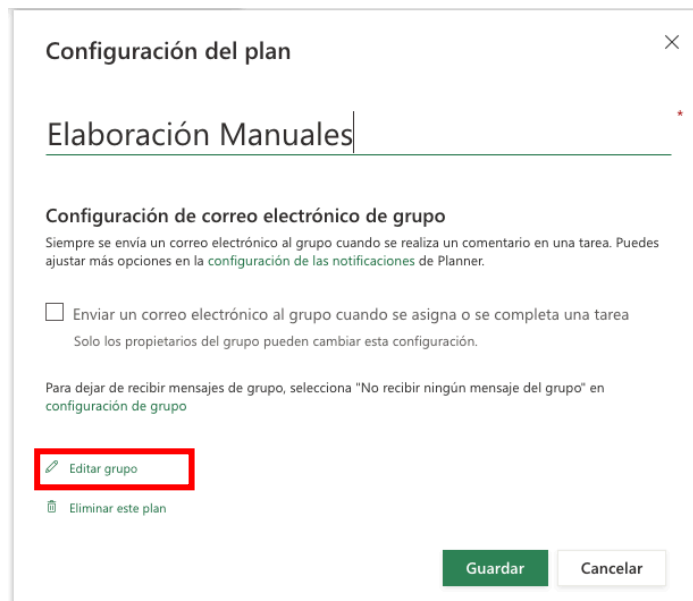 Configuración del plan
Elaboración Manuales
*
Configuración de correo electrónico de grupo
Siempre se envía un correo electrónico al grupo cuando se realiza un comentario en una tarea. Puedes
ajustar más opciones en la configuración de las notificaciones de Planner.
Enviar un correo electrónico al grupo cuando se asigna o se completa una tarea
Solo los propietarios del grupo pueden cambiar esta configuración.
Para dejar de recibir mensajes de grupo, selecciona "No recibir ningún mensaje del grupo" en
configuración de grupo
Editar grupo
Eliminar este plan
Guardar Cancelar